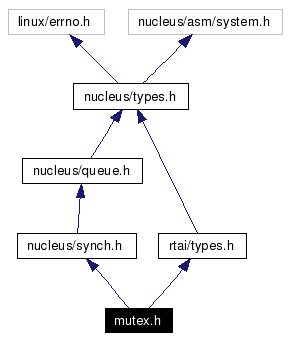 linux/errno.h
nucleus/asm/system.h
nucleus/types.h
nucleus/queue.h
nucleus/synch.h
rtai/types.h
mutex.h